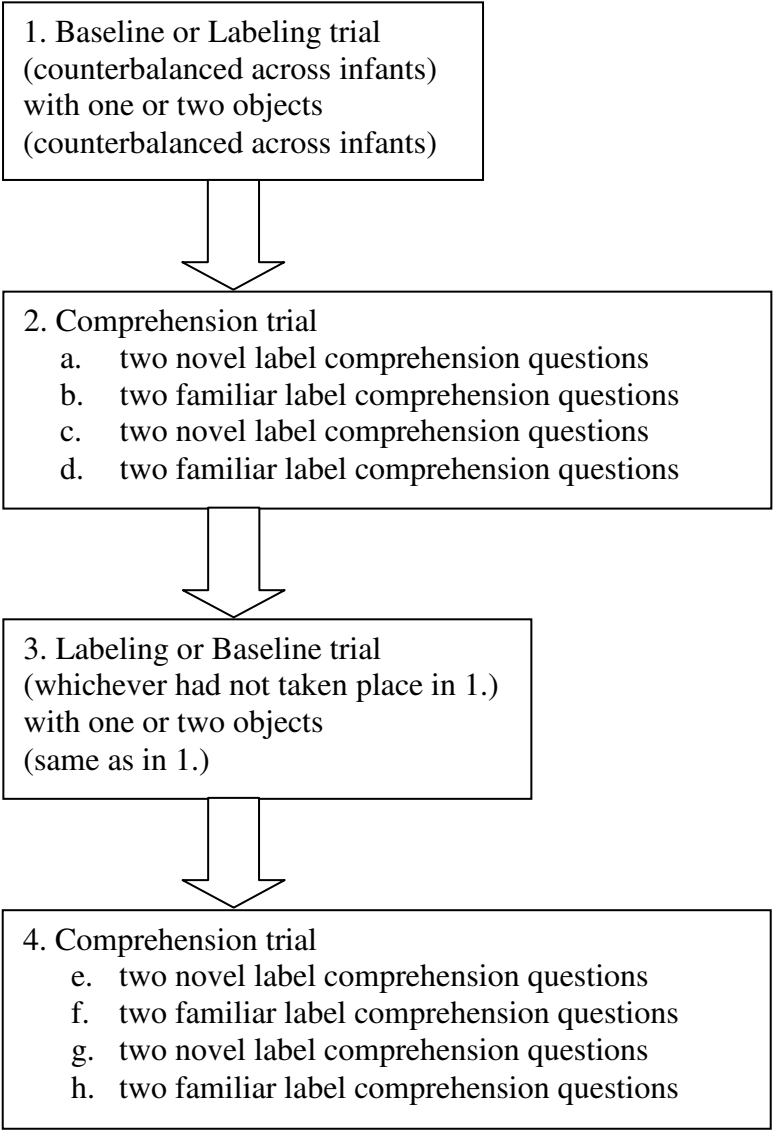 1. Baseline or Labeling trial
(counterbalanced across infants)
with one or two objects
(counterbalanced across infants)
2. Comprehension trial
a. two novel label comprehension questions
b. two familiar label comprehension questions
c. two novel label comprehension questions
d. two familiar label comprehension questions
3. Labeling or Baseline trial
(whichever had not taken place in 1.)
with one or two objects
(same as in 1.)
4. Comprehension trial
e. two novel label comprehension questions
f. two familiar label comprehension questions
g. two novel label comprehension questions
h. two familiar label comprehension questions